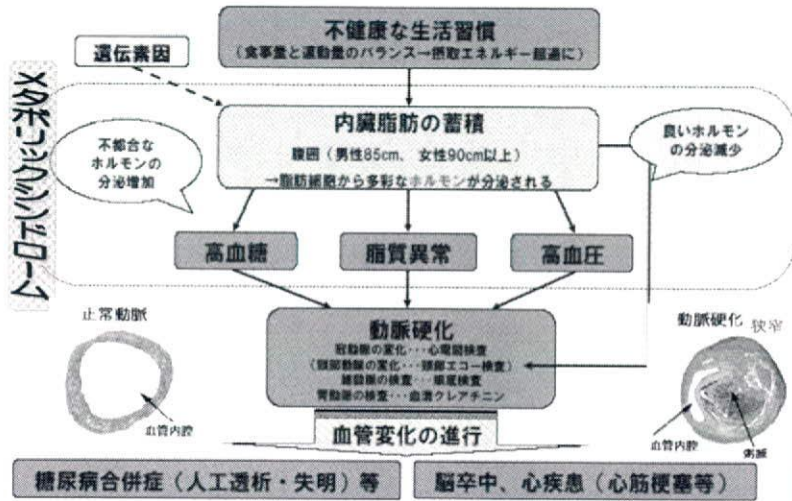 不健康な生活習慣
(食事量と運動量のバランス→摂取エネルギー超過に)
遺伝素因
メタボリックシンドローム
内臓脂肪の蓄積
腹囲(男性85cm、女性90cm以上)
→脂肪細胞から多彩なホルモンが分泌される
不都合な
ホルモンの
分泌増加
良いホルモン
の分泌減少
高血糖
脂質異常
高血圧
正常動脈
血管内腔
動脈硬化
冠動脈の変化・・・心電図検査
(頸部動脈の変化・・・頸部エコー検査)
細動脈の検査・・・眼底検査
腎動脈の検査・・・血清クレアチニン
動脈硬化 狭窄
血管内腔
粥腫
血管変化の進行
糖尿病合併症(人工透析・失明)等
脳卒中、心疾患(心筋梗塞等)